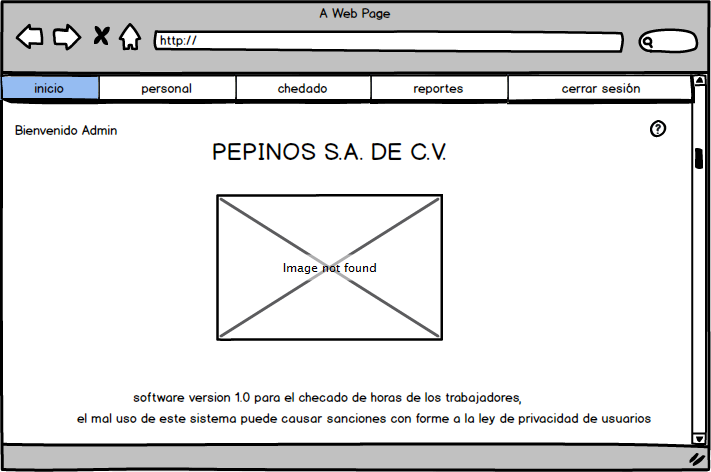 A Web Page
http://
inicio personal chedado reportes cerrar sesión
Bienvenido Admin
?
PEPINOS S.A. DE C.V.
Image not found
software version 1.0 para el checado de horas de los trabajadores,
el mal uso de este sistema puede causar sanciones con forme a la ley de privacidad de usuarios